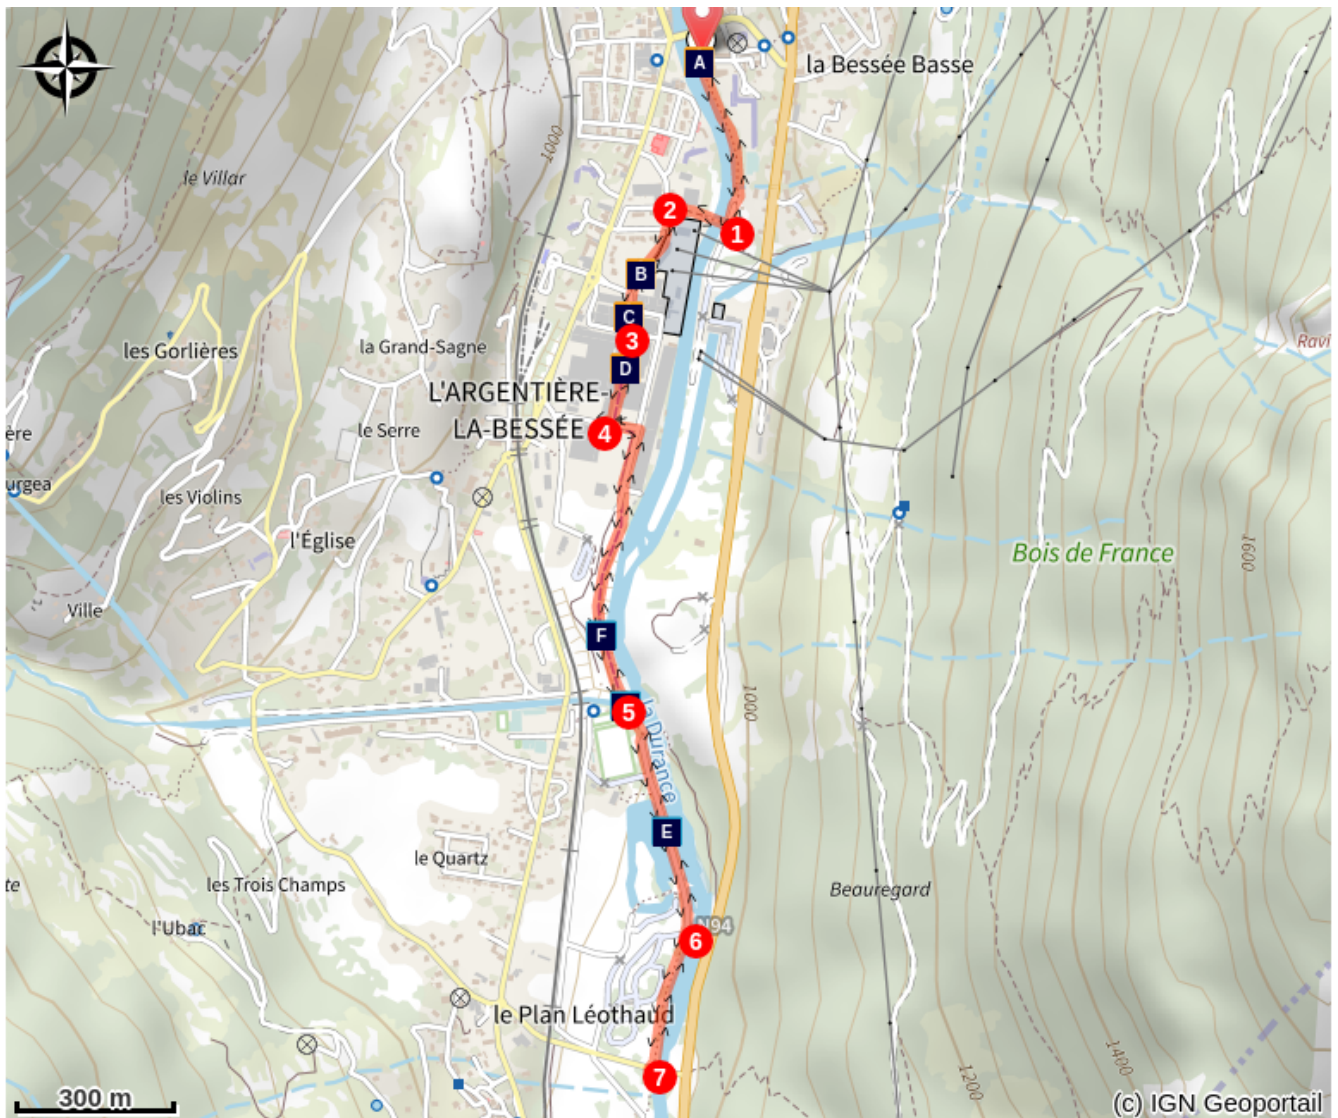 A
la Bessée Basse
1000
le Villar
2
1
B
C
3
D
les Gorlières
la Grand-Sagne
Ravi
L'ARGENTIÈRE-
LA-BESSÉE
4
le Serre
ère
urgea
les Violins
l'Église
Bois de France
1600
Ville
F
5
la Durance
1000
E
le Quartz
te
les Trois Champs
Beauregard
l'Ubac
N94
6
le Plan Léothaud
7
1400
1200
300 m
(c) IGN Geoportail